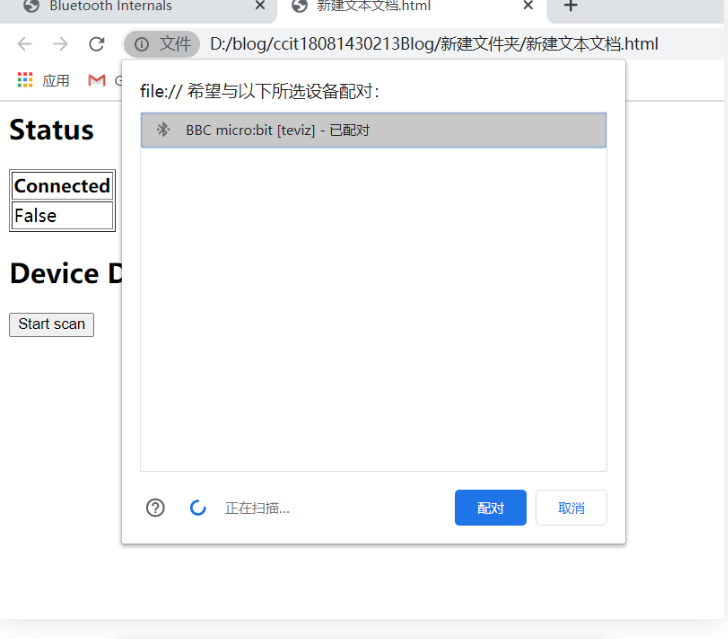 Bluetooth Internals
新建文本文档.html
文件 D:/blog/ccit18081430213Blog/新建文件夹/新建文本文档.html
应用
file:// 希望与以下所选设备配对：
BBC micro:bit [teviz] - 已配对
Status
Connected
False
Device D
Start scan
正在扫描...
配对
取消